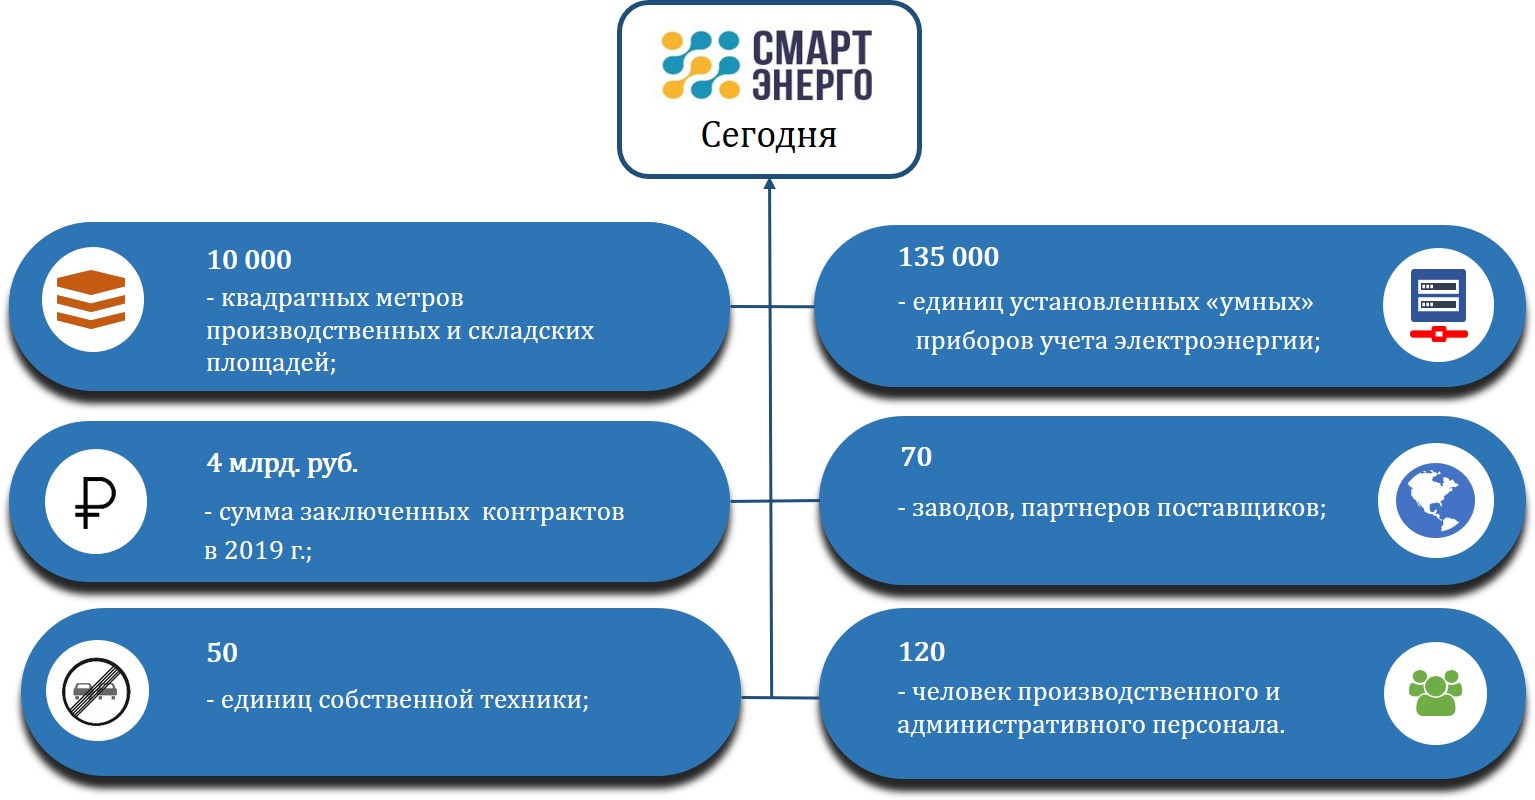 СМАРТ
ЭНЕРГО
Сегодня
10 000
- квадратных метров
производственных и складских
площадей;
135 000
- единиц установленных «умных»
приборов учета электроэнергии;
4 млрд. руб.
- сумма заключенных контрактов
в 2019 г.;
70
- заводов, партнеров поставщиков;
50
- единиц собственной техники;
120
- человек производственного и
административного персонала.